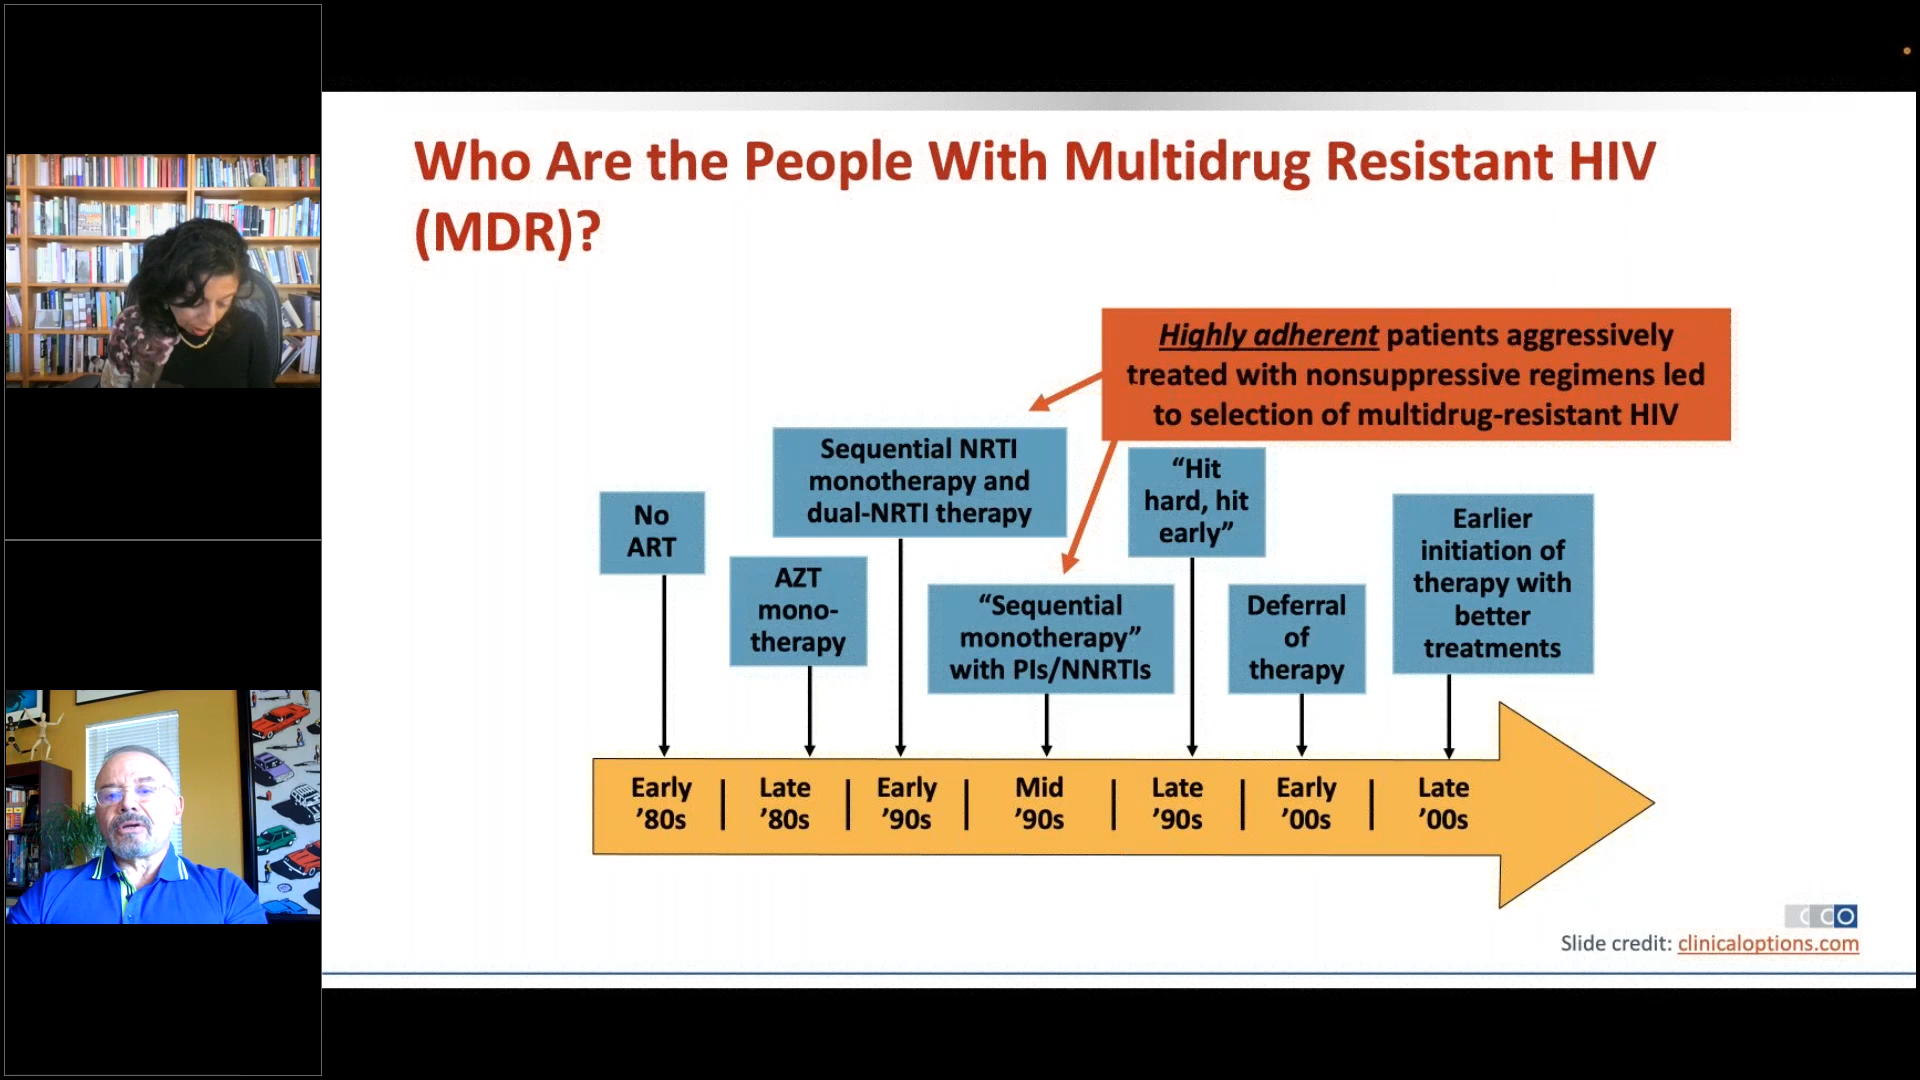 Who Are the People With Multidrug Resistant HIV
(MDR)?
Highly adherent patients aggressively
treated with nonsuppressive regimens led
to selection of multidrug-resistant HIV
No
ART
AZT
mono-
therapy
Sequential NRTI
monotherapy and
dual-NRTI therapy
“Sequential
monotherapy”
with PIs/NNRTIs
“Hit
hard, hit
early”
Deferral
of
therapy
Earlier
initiation of
therapy with
better
treatments
Early
’80s
Late
’80s
Early
’90s
Mid
’90s
Late
’90s
Early
’00s
Late
’00s
CCO
Slide credit: clinicaloptions.com